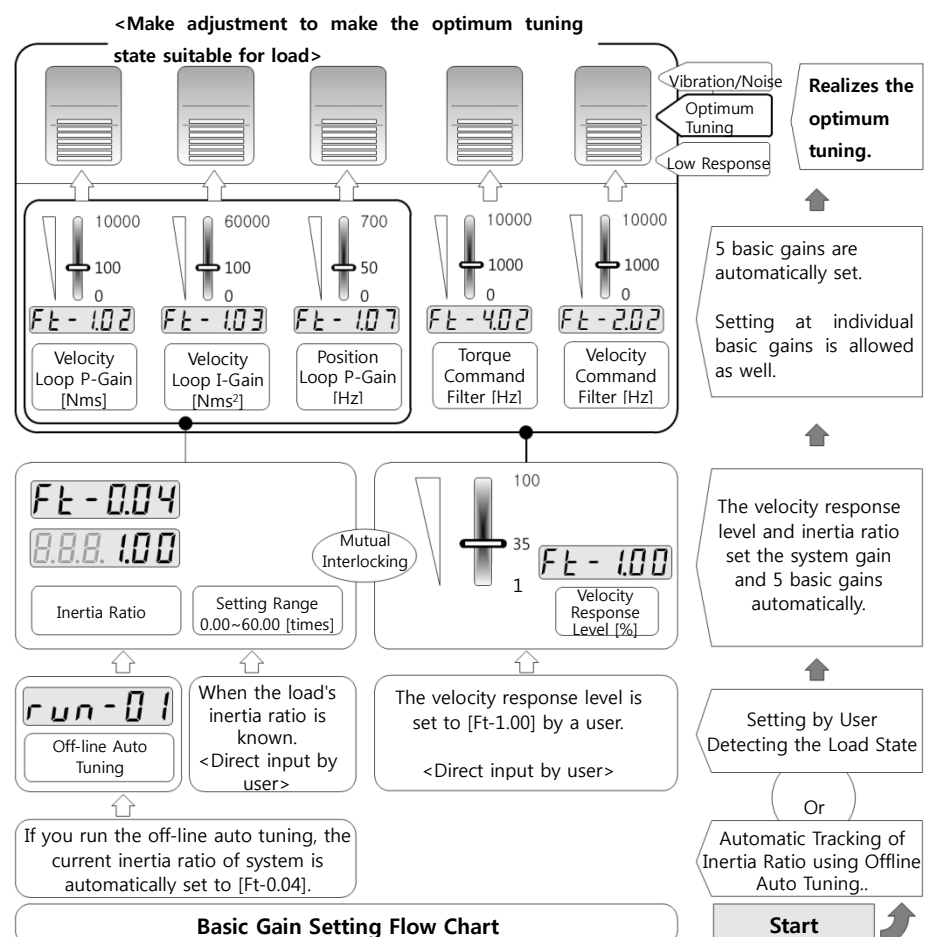 <Make adjustment to make the optimum tuning
state suitable for load>
Vibration/Noise
Optimum
Tuning
Low Response
Realizes the
optimum
tuning.
10000
100
0
Ft-1.02
Velocity
Loop P-Gain
[Nms]
60000
100
0
Ft-1.03
Velocity
Loop I-Gain
[Nms²]
700
50
0
Ft-1.07
Position
Loop P-Gain
[Hz]
10000
1000
0
Ft-4.02
Torque
Command
Filter [Hz]
10000
1000
0
Ft-2.02
Velocity
Command
Filter [Hz]
5 basic gains are
automatically set.
Setting at individual
basic gains is allowed
as well.
Ft-0.04
8.8.8. 1.00
Inertia Ratio
Setting Range
0.00~60.00 [times]
Mutual
Interlocking
100
35
1
Ft-1.00
Velocity
Response
Level [%]
The velocity response
level and inertia ratio
set the system gain
and 5 basic gains
automatically.
run-01
Off-line Auto
Tuning
When the load's
inertia ratio is
known.
<Direct input by
user>
The velocity response level is
set to [Ft-1.00] by a user.
<Direct input by user>
Setting by User
Detecting the Load State
Or
If you run the off-line auto tuning, the
current inertia ratio of system is
automatically set to [Ft-0.04].
Automatic Tracking of
Inertia Ratio using Offline
Auto Tuning..
Basic Gain Setting Flow Chart
Start